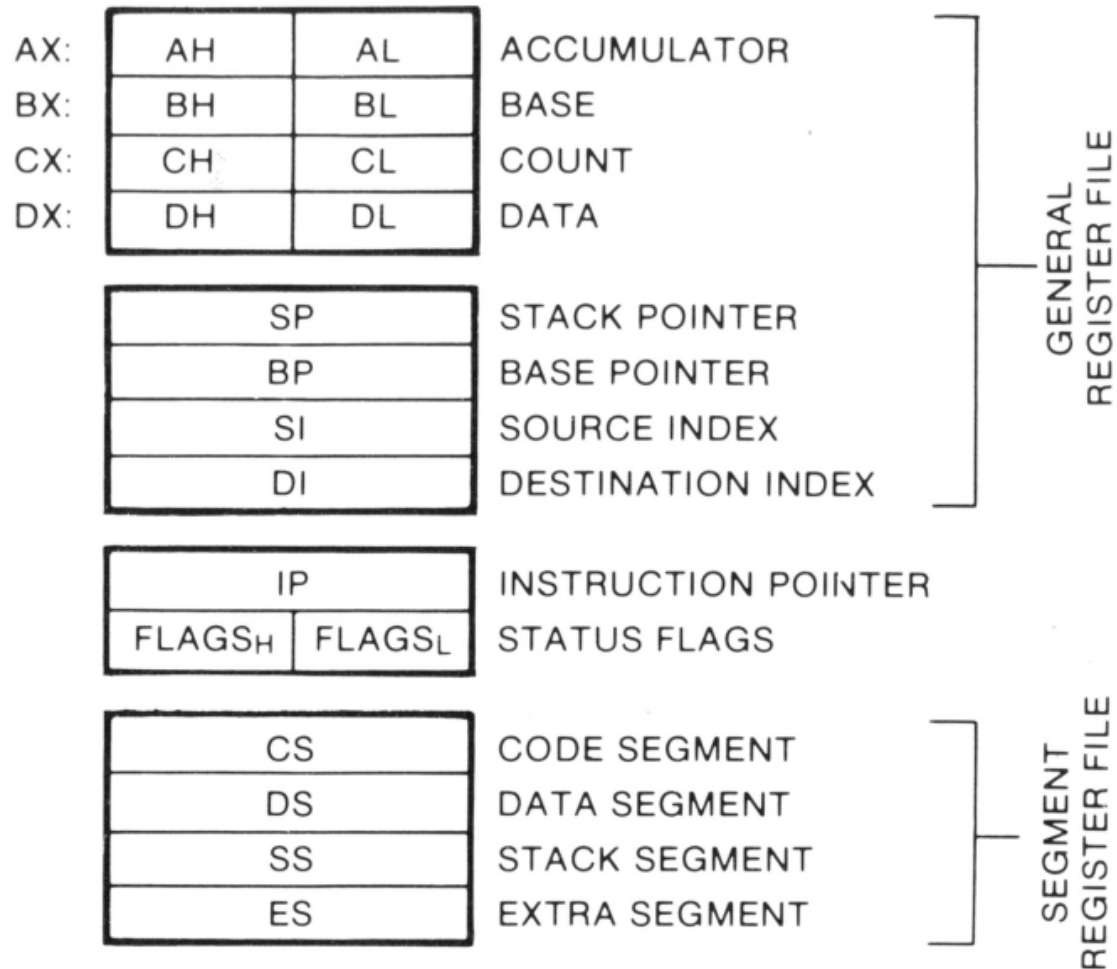 AX: AH AL ACCUMULATOR
BX: BH BL BASE
CX: CH CL COUNT
DX: DH DL DATA
SP STACK POINTER
BP BASE POINTER
SI SOURCE INDEX
DI DESTINATION INDEX
GENERAL
REGISTER FILE
IP INSTRUCTION POINTER
FLAGSH FLAGSL STATUS FLAGS
CS CODE SEGMENT
DS DATA SEGMENT
SS STACK SEGMENT
ES EXTRA SEGMENT
SEGMENT
REGISTER FILE